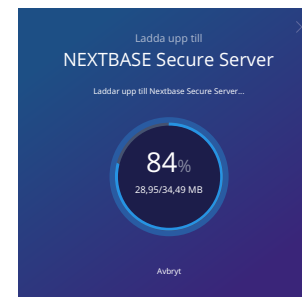 Ladda upp till
NEXTBASE Secure Server
Laddar upp till Nextbase Secure Server...
84%
28,95/34,49 MB
Avbryt